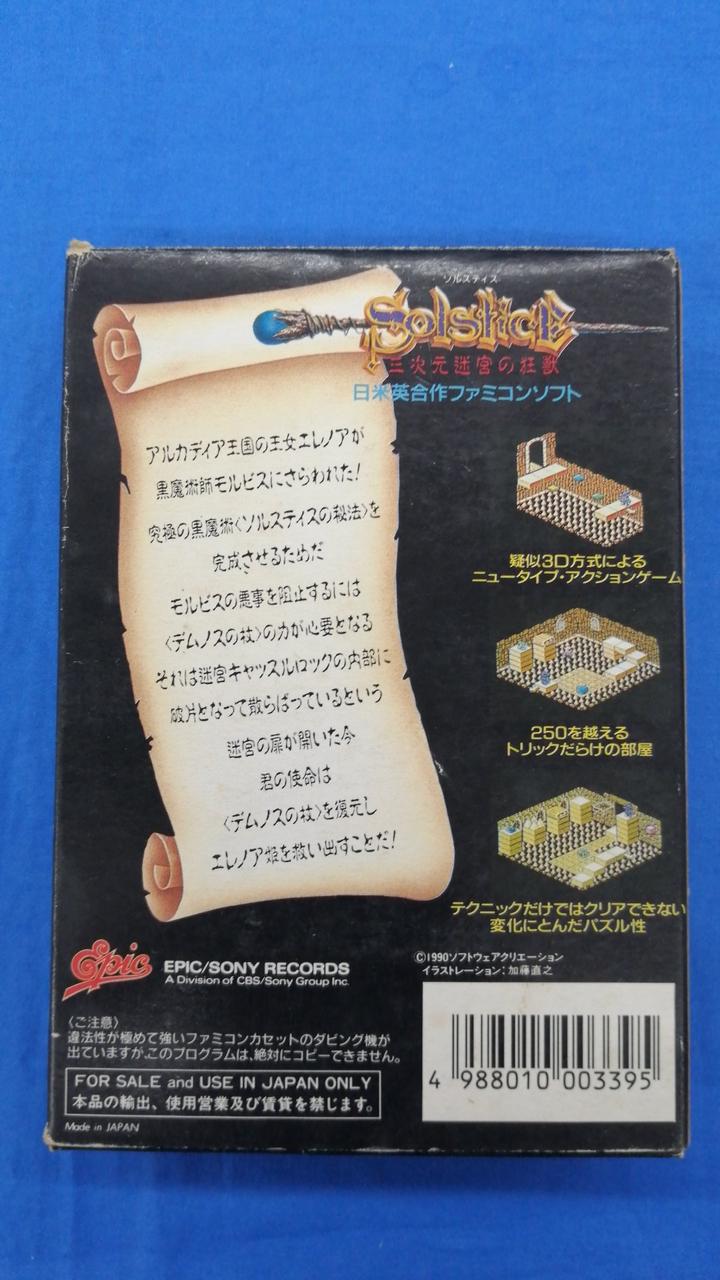 ソルスティス
SOLSTICE
三次元迷宮の狂獣
日米英合作ファミコンソフト
アルカディア王国の王女エレノアが
黒魔術師モルビスにさらわれた!
究極の黒魔術〈ソルスティスの秘法〉を
完成させるためだ
モルビスの悪事を阻止するには
〈デムノスの杖〉の力が必要となる
それは迷宮キャッスルロックの内部に
破片となって散らばっているという
迷宮の扉が開いた今
君の使命は
〈デムノスの杖〉を復元し
エレノア姫を救い出すことだ!
疑似3D方式による
ニュータイプ・アクションゲーム
250を越える
トリックだらけの部屋
テクニックだけではクリアできない
変化にとんだパズル性
Epic
EPIC/SONY RECORDS
A Division of CBS/Sony Group Inc.
©1990ソフトウェアクリエーション
イラストレーション:加藤直之
〈ご注意〉
違法性が極めて強いファミコンカセットのダビング機が
出ていますが、このプログラムは、絶対にコピーできません。
FOR SALE and USE IN JAPAN ONLY
本品の輸出、使用営業及び賃貸を禁じます。
Made in JAPAN
4 988010 003395